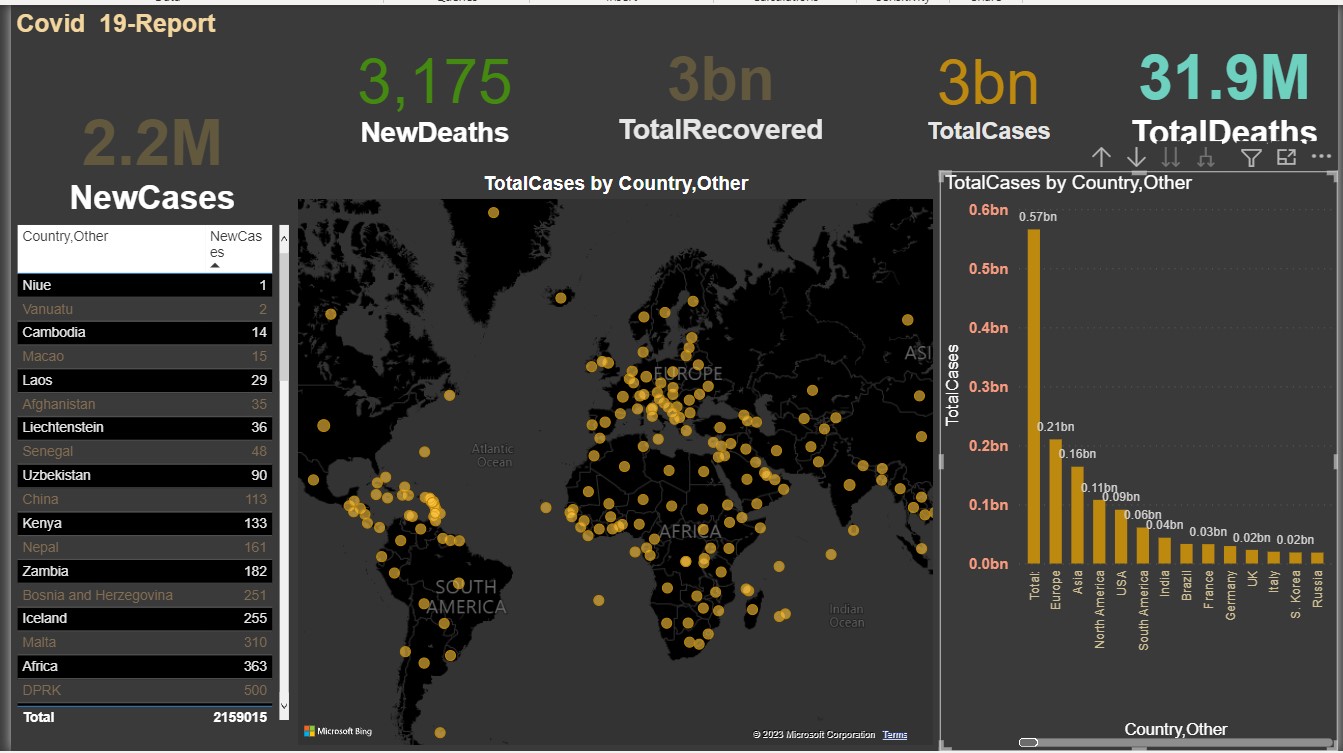 Covid 19-Report
3,175
NewDeaths
3bn
TotalRecovered
3bn
TotalCases
31.9M
TotalDeaths
2.2M
NewCases
Country,Other NewCas
es
Niue 1
Vanuatu 2
Cambodia 14
Macao 15
Laos 29
Afghanistan 35
Liechtenstein 36
Senegal 48
Uzbekistan 90
China 113
Kenya 133
Nepal 161
Zambia 182
Bosnia and Herzegovina 251
Iceland 255
Malta 310
Africa 363
DPRK 500
Total 2159015
TotalCases by Country,Other
EUROPE
ASI
Atlantic
Ocean
AFRICA
SOUTH
AMERICA
Indian
Ocean
Microsoft Bing
© 2023 Microsoft Corporation Terms
TotalCases by Country,Other
TotalCases
0.6bn
0.5bn
0.4bn
0.3bn
0.2bn
0.1bn
0.0bn
0.57bn
0.21bn
0.16bn
0.11bn
0.09bn
0.06bn
0.04bn
0.03bn
0.02bn
0.02bn
Total:
Europe
Asia
North America
USA
South America
India
Brazil
France
Germany
UK
Italy
S. Korea
Russia
Country,Other